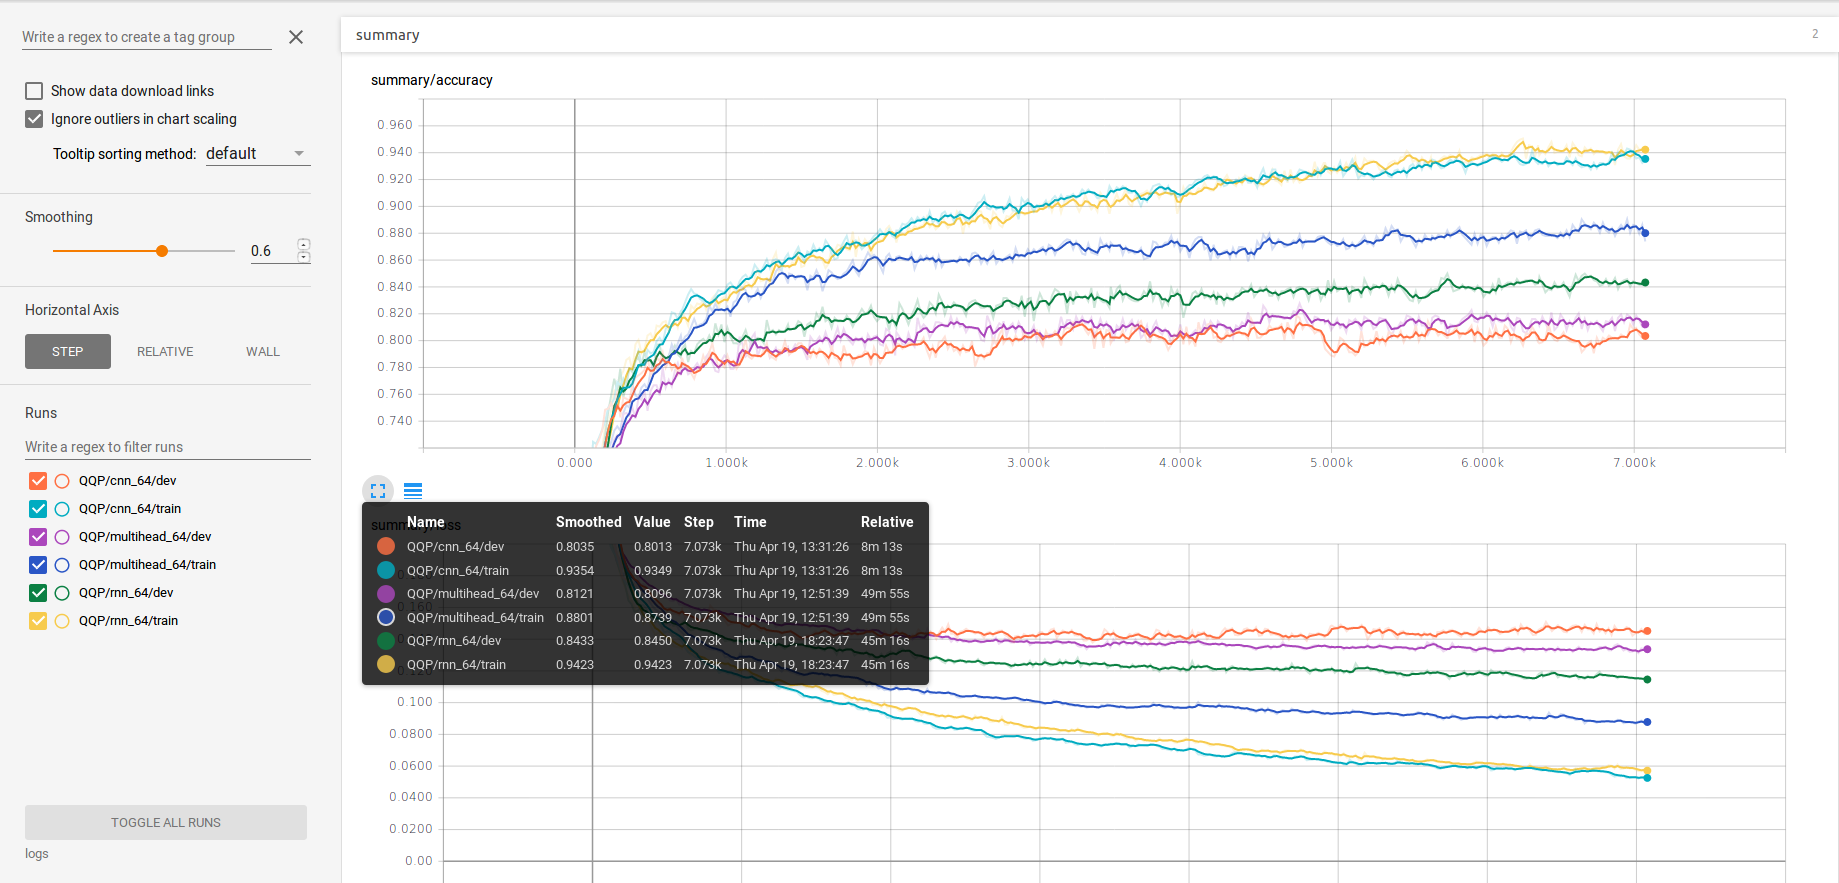 Write a regex to create a tag group
Show data download links
Ignore outliers in chart scaling
Tooltip sorting method: default
Smoothing
0.6
Horizontal Axis
STEP RELATIVE WALL
Runs
Write a regex to filter runs
QQP/cnn_64/dev
QQP/cnn_64/train
QQP/multihead_64/dev
QQP/multihead_64/train
QQP/rnn_64/dev
QQP/rnn_64/train
TOGGLE ALL RUNS
logs
summary 2
summary/accuracy
0.960
0.940
0.920
0.900
0.880
0.860
0.840
0.820
0.800
0.780
0.760
0.740
0.000 1.000k 2.000k 3.000k 4.000k 5.000k 6.000k 7.000k
summary/loss
Name Smoothed Value Step Time Relative
QQP/cnn_64/dev 0.8035 0.8013 7.073k Thu Apr 19, 13:31:26 8m 13s
QQP/cnn_64/train 0.9354 0.9349 7.073k Thu Apr 19, 13:31:26 8m 13s
QQP/multihead_64/dev 0.8121 0.8096 7.073k Thu Apr 19, 12:51:39 49m 55s
QQP/multihead_64/train 0.8801 0.8739 7.073k Thu Apr 19, 12:51:39 49m 55s
QQP/rnn_64/dev 0.8433 0.8450 7.073k Thu Apr 19, 18:23:47 45m 16s
QQP/rnn_64/train 0.9423 0.9423 7.073k Thu Apr 19, 18:23:47 45m 16s
0.160
0.120
0.100
0.0800
0.0600
0.0400
0.0200
0.00